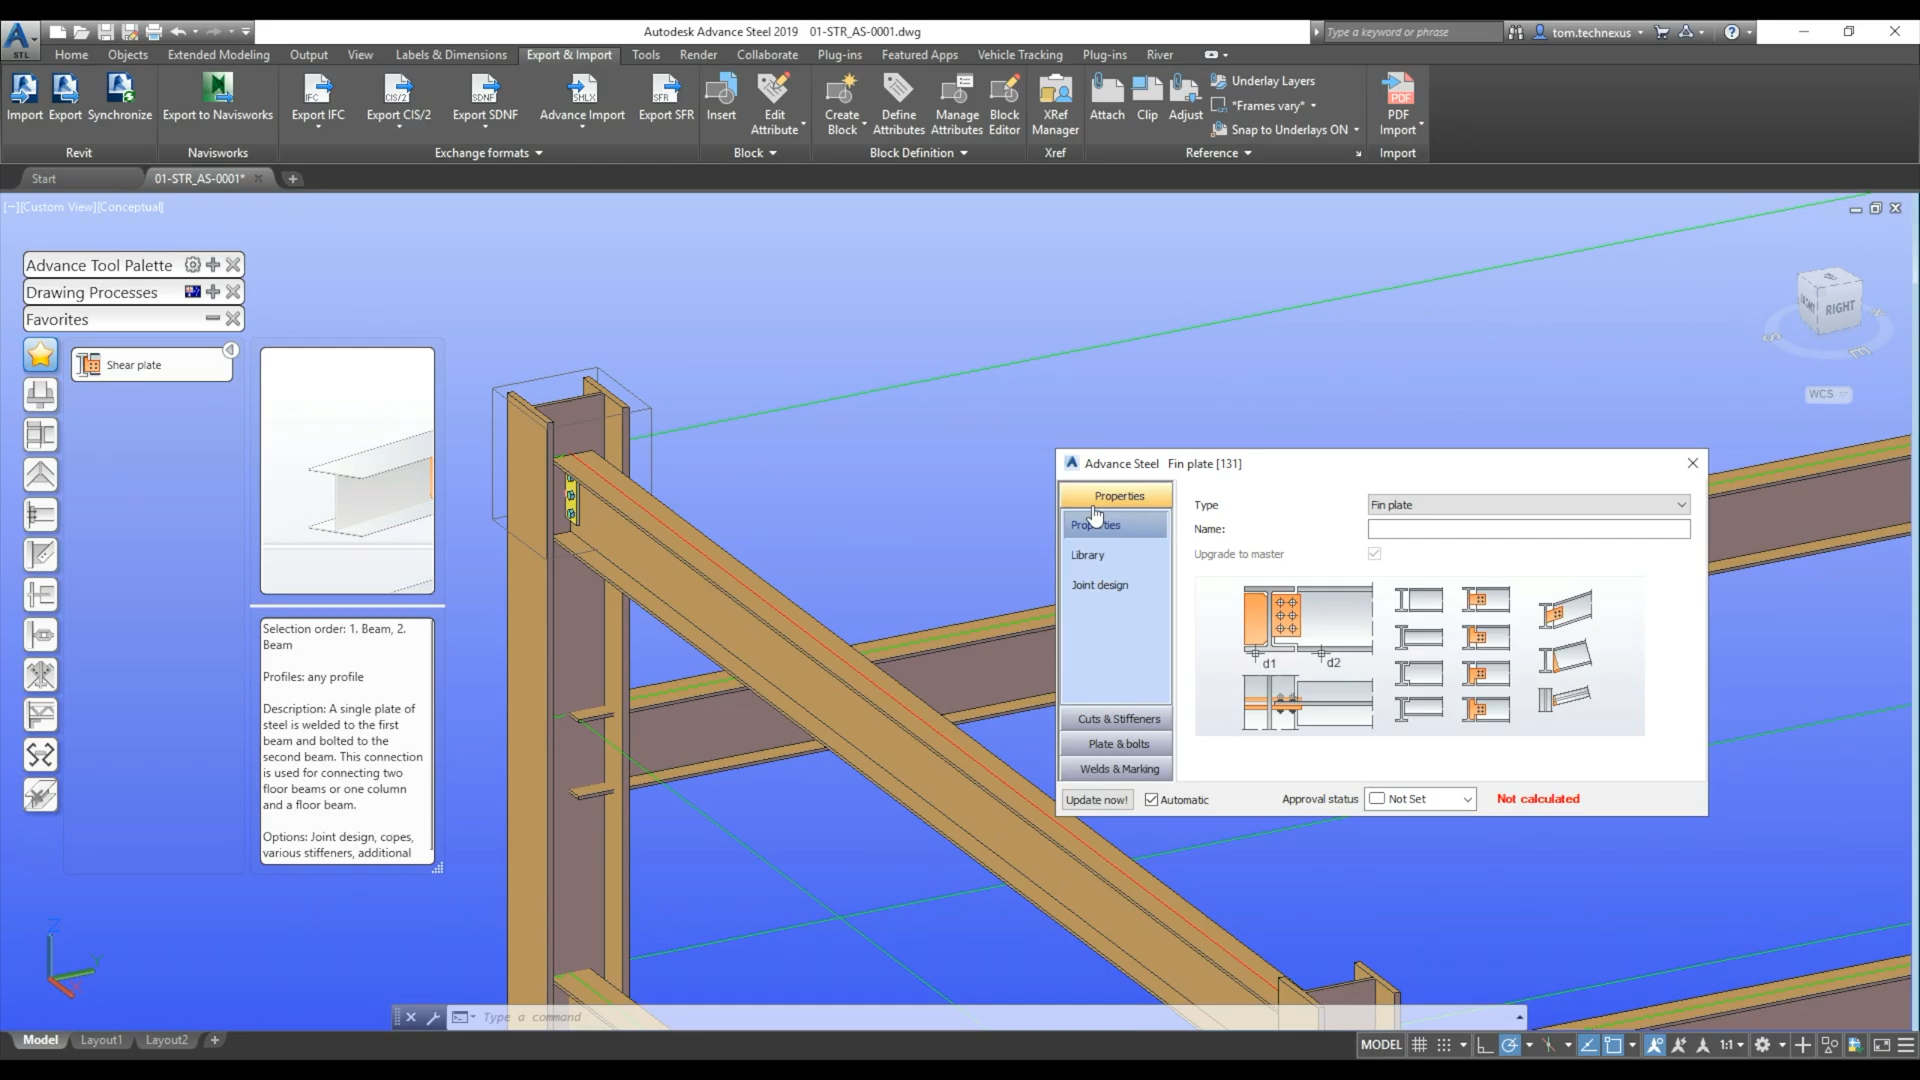 Autodesk Advance Steel 2019 01-STR_AS-0001.dwg
Type a keyword or phrase
tom.technexus
STL
Home Objects Extended Modeling Output View Labels & Dimensions Export & Import Tools Render Collaborate Plug-ins Featured Apps Vehicle Tracking Plug-ins River
Import Export Synchronize
Export to Navisworks
Export IFC Export CIS/2 Export SDNF Advance Import Export SFR
Insert Edit Attribute
Create Block Define Attributes Manage Attributes Block Editor
XRef Manager
Attach Clip Adjust
Underlay Layers
*Frames vary*
Snap to Underlays ON
PDF Import
Revit Navisworks Exchange formats Block Block Definition Xref Reference Import
Start 01-STR_AS-0001*
[−][Custom View][Conceptual]
Advance Tool Palette
Drawing Processes
Favorites
Shear plate
Selection order: 1. Beam, 2.
Beam
Profiles: any profile
Description: A single plate of
steel is welded to the first
beam and bolted to the
second beam. This connection
is used for connecting two
floor beams or one column
and a floor beam.
Options: Joint design, copes,
various stiffeners, additional
RIGHT
WCS
Advance Steel Fin plate [131]
Properties
Properties
Library
Joint design
Cuts & Stiffeners
Plate & bolts
Welds & Marking
Type Fin plate
Name:
Upgrade to master
d1 d2
Update now! Automatic Approval status Not Set Not calculated
Z
Y
Type a command
Model Layout1 Layout2
MODEL 1:1